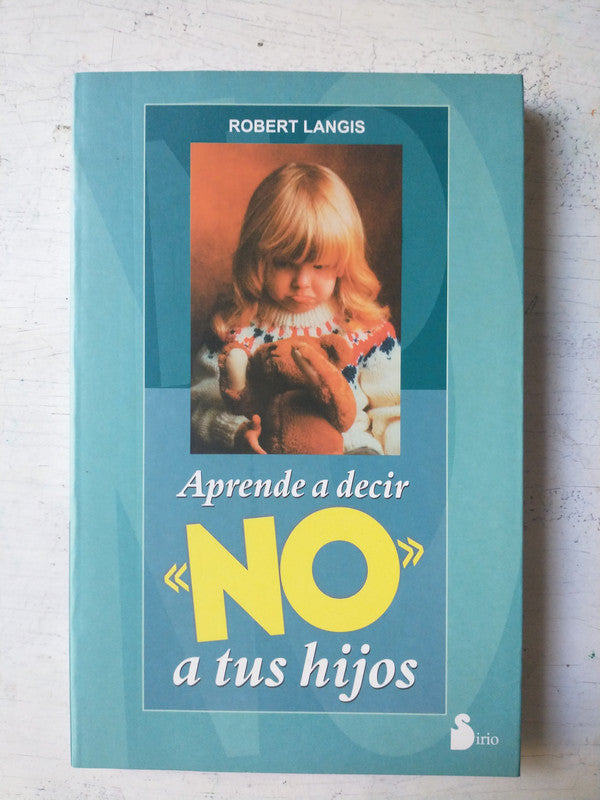 ROBERT LANGIS
Aprende a decir
«NO»
a tus hijos
Sirio